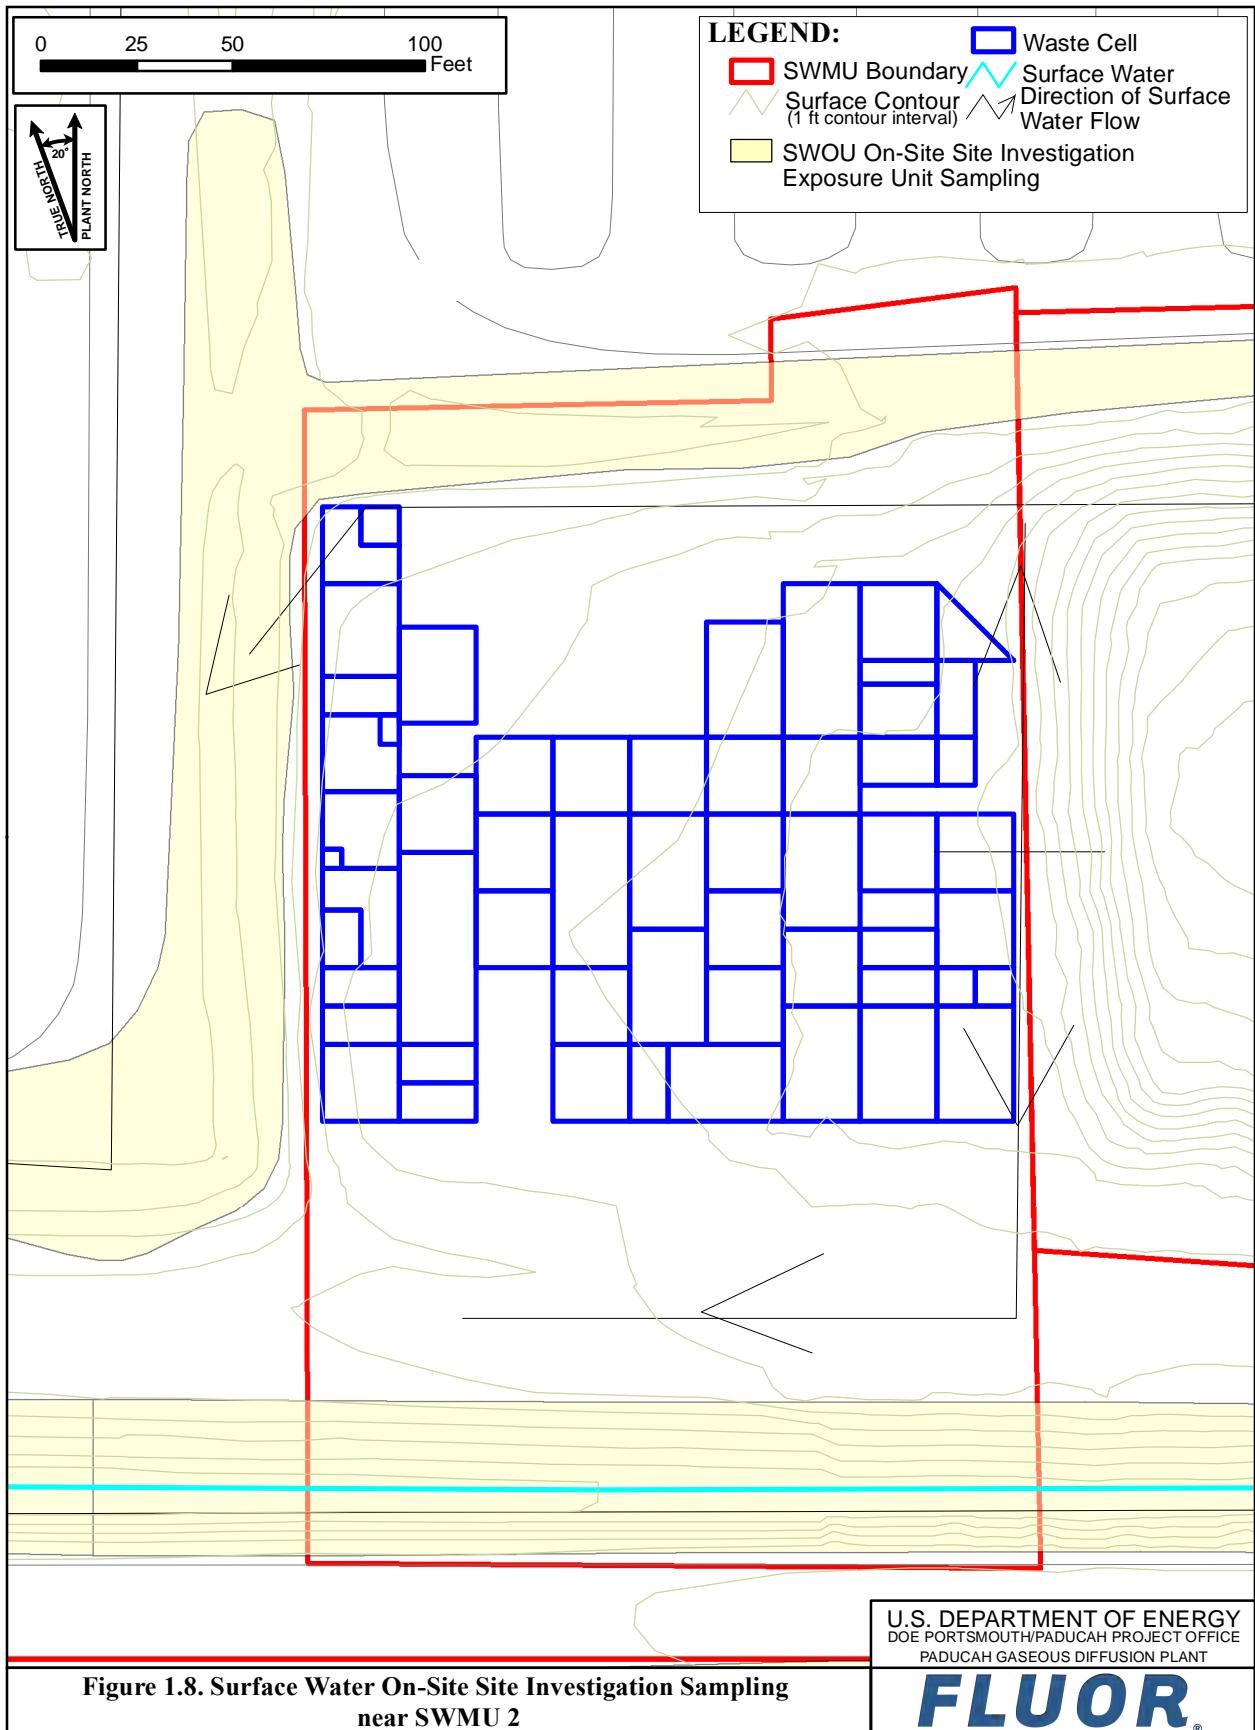 0 25 50 100
Feet
TRUE NORTH
20°
PLANT NORTH
LEGEND:
SWMU Boundary
Surface Contour
(1 ft contour interval)
SWOU On-Site Site Investigation
Exposure Unit Sampling
Waste Cell
Surface Water
Direction of Surface
Water Flow
U.S. DEPARTMENT OF ENERGY
DOE PORTSMOUTH/PADUCAH PROJECT OFFICE
PADUCAH GASEOUS DIFFUSION PLANT
FLUOR®
Figure 1.8. Surface Water On-Site Site Investigation Sampling
near SWMU 2